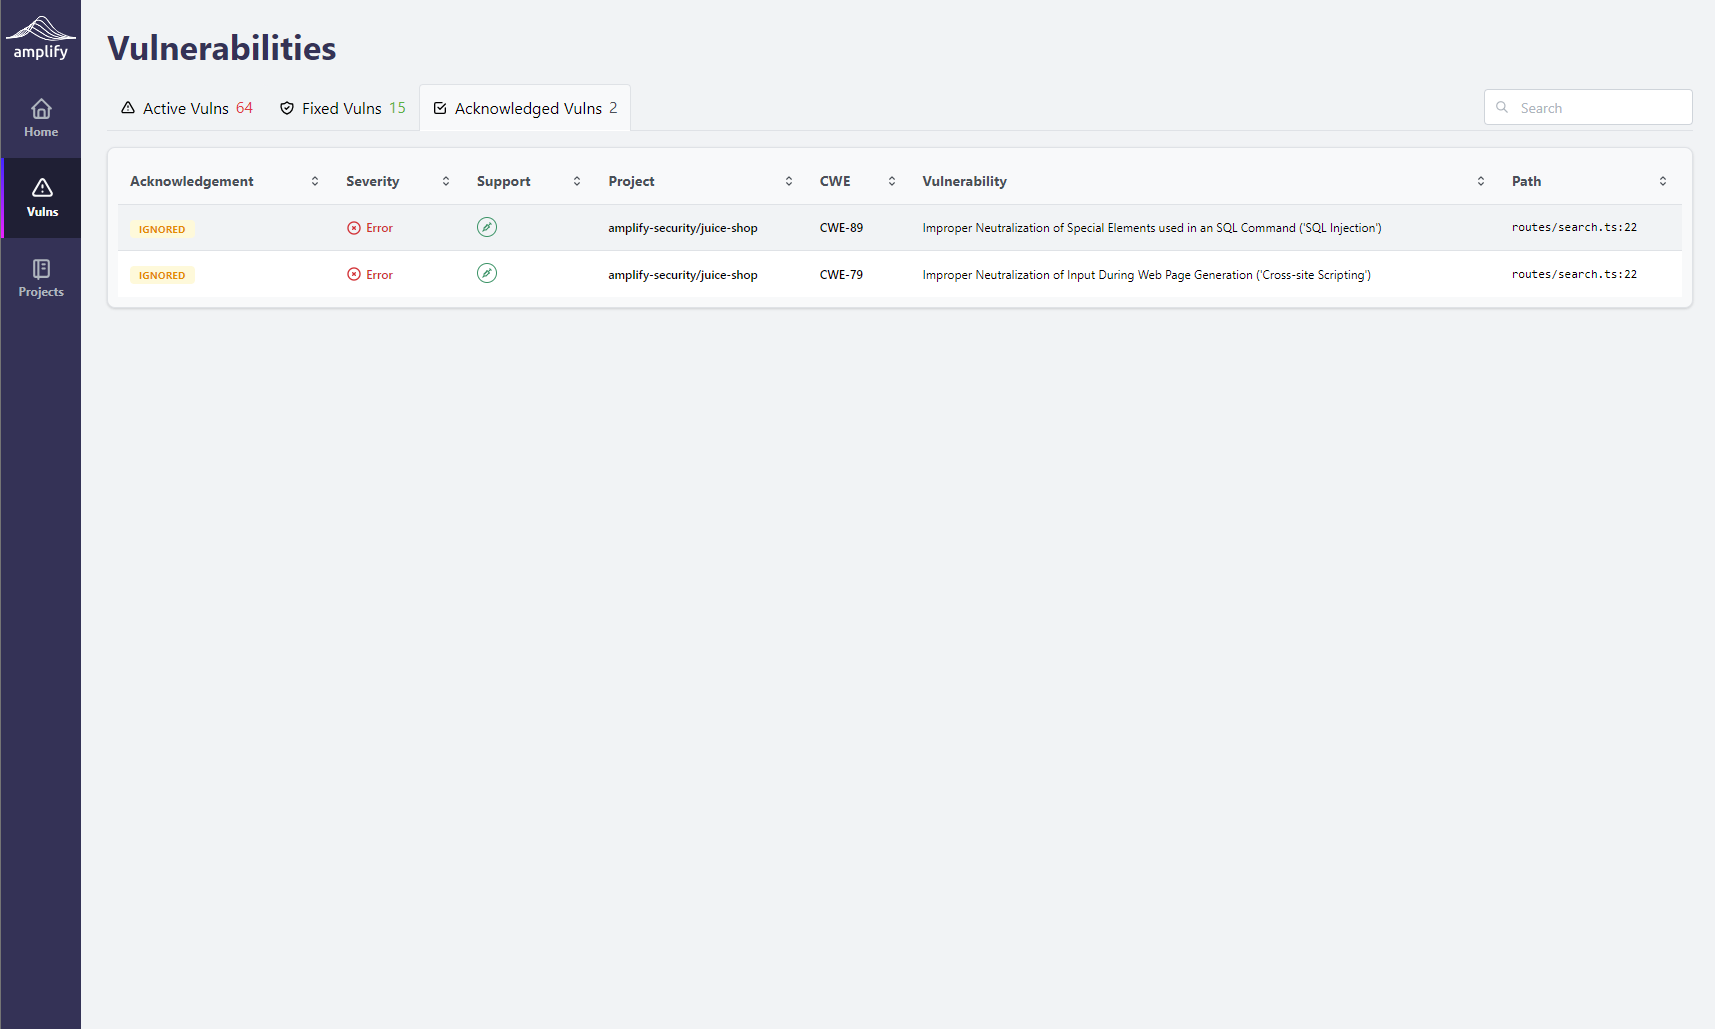 amplify
Home
Vulns
Projects
Vulnerabilities
Active Vulns 64
Fixed Vulns 15
Acknowledged Vulns 2
Search
Acknowledgement Severity Support Project CWE Vulnerability Path
IGNORED Error amplify-security/juice-shop CWE-89 Improper Neutralization of Special Elements used in an SQL Command ('SQL Injection') routes/search.ts:22
IGNORED Error amplify-security/juice-shop CWE-79 Improper Neutralization of Input During Web Page Generation ('Cross-site Scripting') routes/search.ts:22